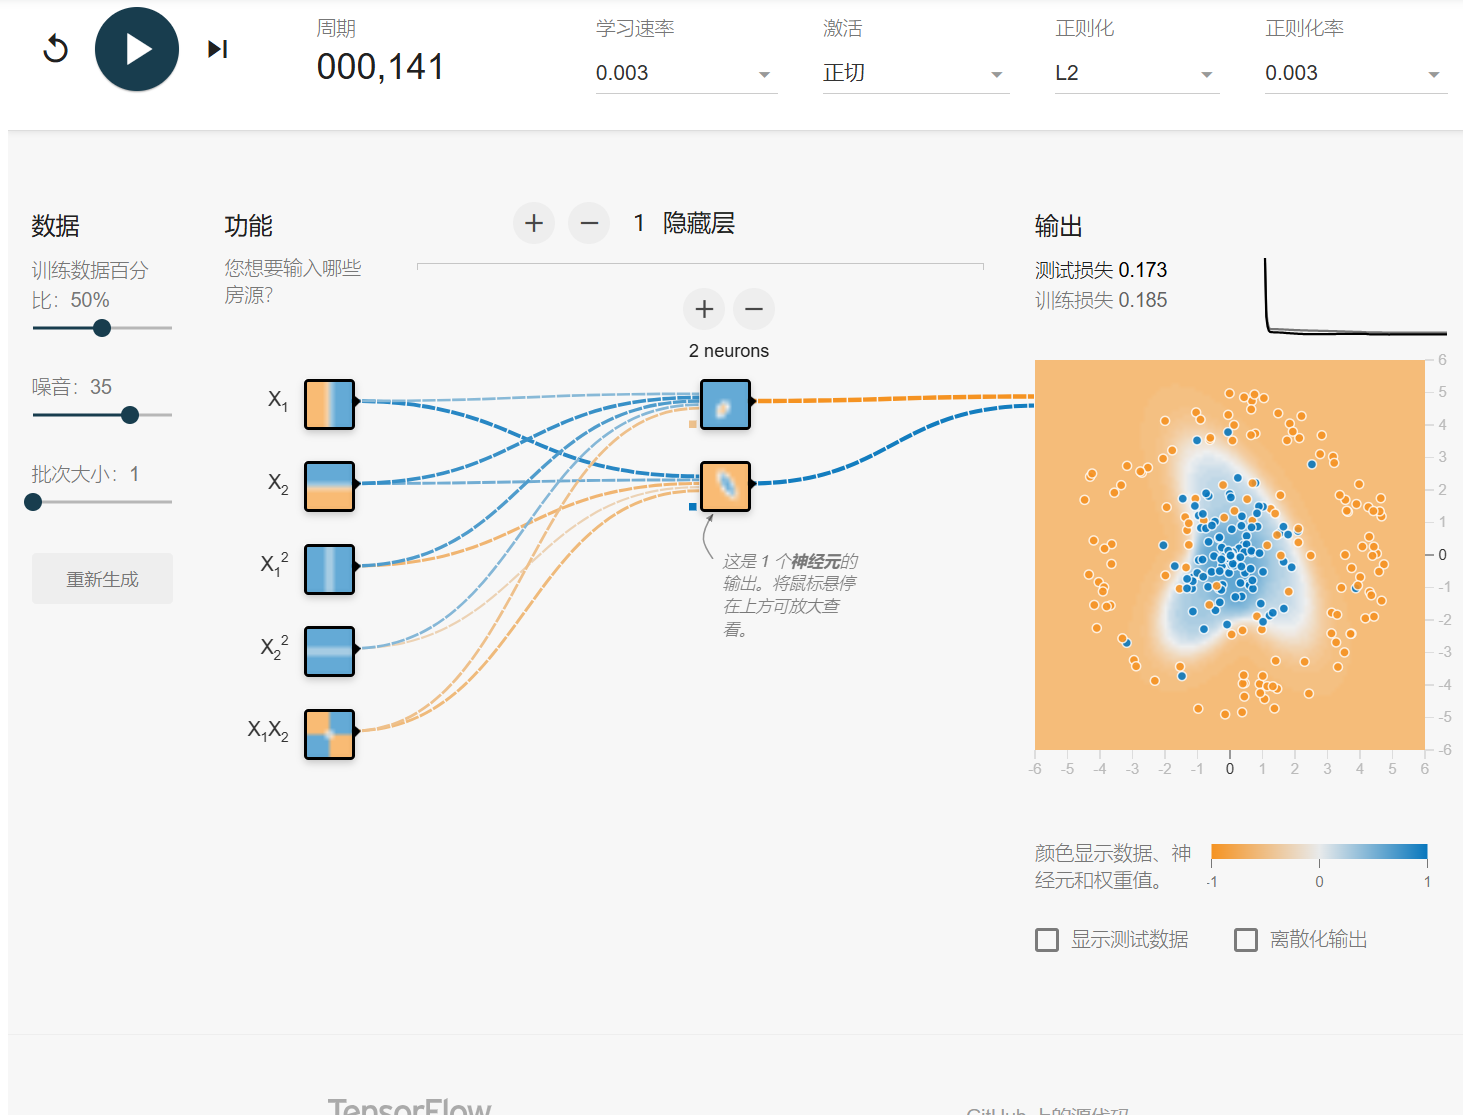 周期
000,141
学习速率
0.003
激活
正切
正则化
L2
正则化率
0.003
数据
训练数据百分
比：50%
噪音：35
批次大小：1
重新生成
功能
您想要输入哪些
房源？
1 隐藏层
2 neurons
X1
X2
X1²
X2²
X1X2
这是 1 个神经元的
输出。将鼠标悬停
在上方可放大查
看。
输出
测试损失 0.173
训练损失 0.185
6
5
4
3
2
1
0
-1
-2
-3
-4
-5
-6
-6 -5 -4 -3 -2 -1 0 1 2 3 4 5 6
颜色显示数据、神
经元和权重值。
-1 0 1
显示测试数据
离散化输出
TensorFlow
GitHub 上的源代码